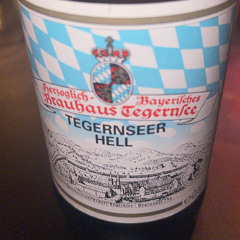 Herzoglich- Bayerisches
Brauhaus Tegernsee
TEGERNSEER
HELL